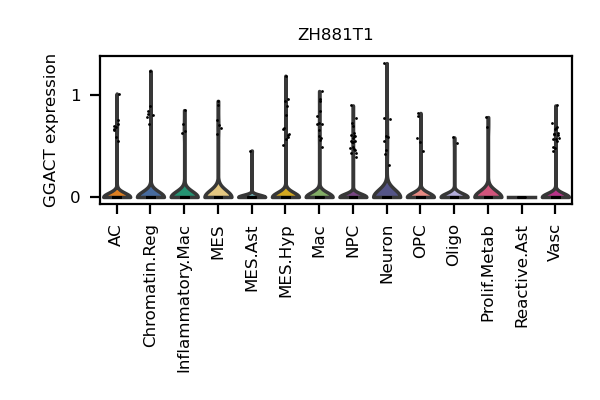 ZH881T1
GGACT expression
1
0
AC
Chromatin.Reg
Inflammatory.Mac
MES
MES.Ast
MES.Hyp
Mac
NPC
Neuron
OPC
Oligo
Prolif.Metab
Reactive.Ast
Vasc